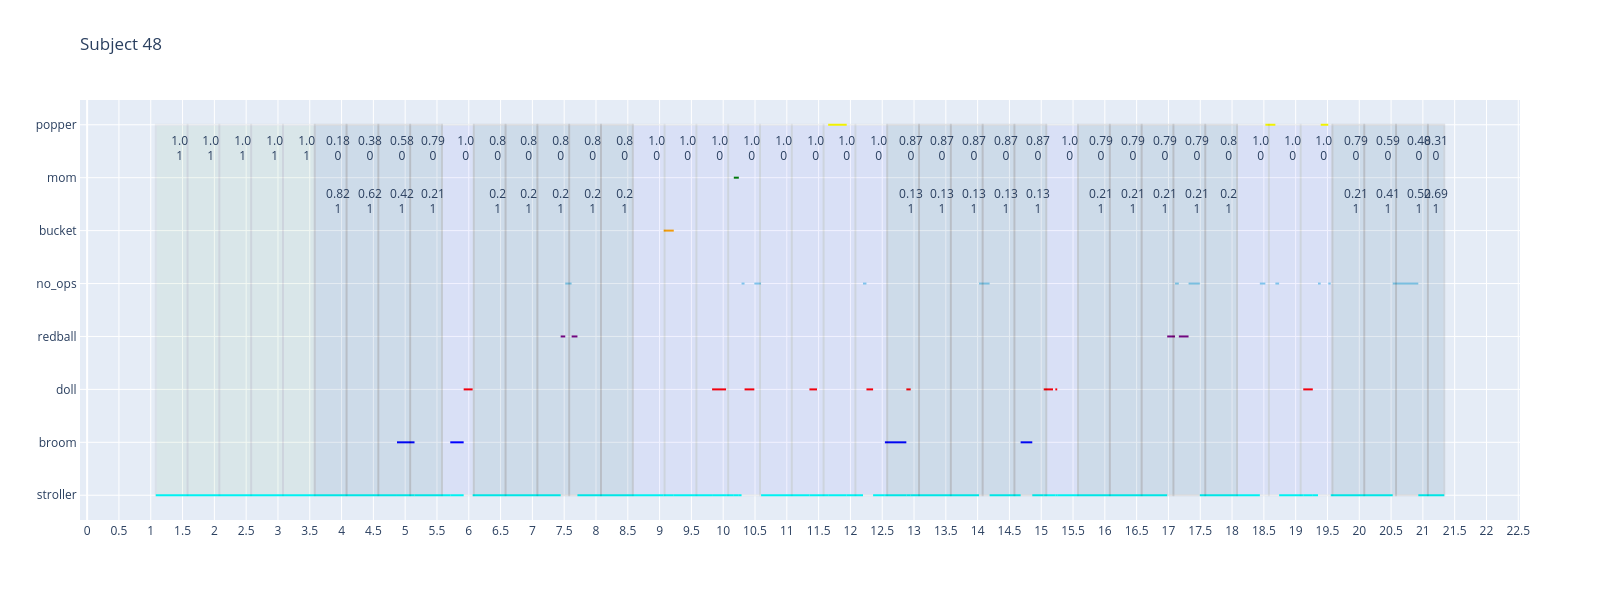 Subject 48
popper
1.0 1.0 1.0 1.0 1.0 0.18 0.38 0.58 0.79 1.0 0.8 0.8 0.8 0.8 0.8 1.0 1.0 1.0 1.0 1.0 1.0 1.0 1.0 0.87 0.87 0.87 0.87 0.87 1.0 0.79 0.79 0.79 0.79 0.8 1.0 1.0 1.0 0.79 0.59 0.48 0.31
1 1 1 1 1 0 0 0 0 0 0 0 0 0 0 0 0 0 0 0 0 0 0 0 0 0 0 0 0 0 0 0 0 0 0 0 0 0 0 0 0
mom
0.82 0.62 0.42 0.21 0.2 0.2 0.2 0.2 0.2 0.13 0.13 0.13 0.13 0.13 0.21 0.21 0.21 0.21 0.2 0.21 0.41 0.52 0.69
1 1 1 1 1 1 1 1 1 1 1 1 1 1 1 1 1 1 1 1 1 1 1
bucket
no_ops
redball
doll
broom
stroller
0 0.5 1 1.5 2 2.5 3 3.5 4 4.5 5 5.5 6 6.5 7 7.5 8 8.5 9 9.5 10 10.5 11 11.5 12 12.5 13 13.5 14 14.5 15 15.5 16 16.5 17 17.5 18 18.5 19 19.5 20 20.5 21 21.5 22 22.5